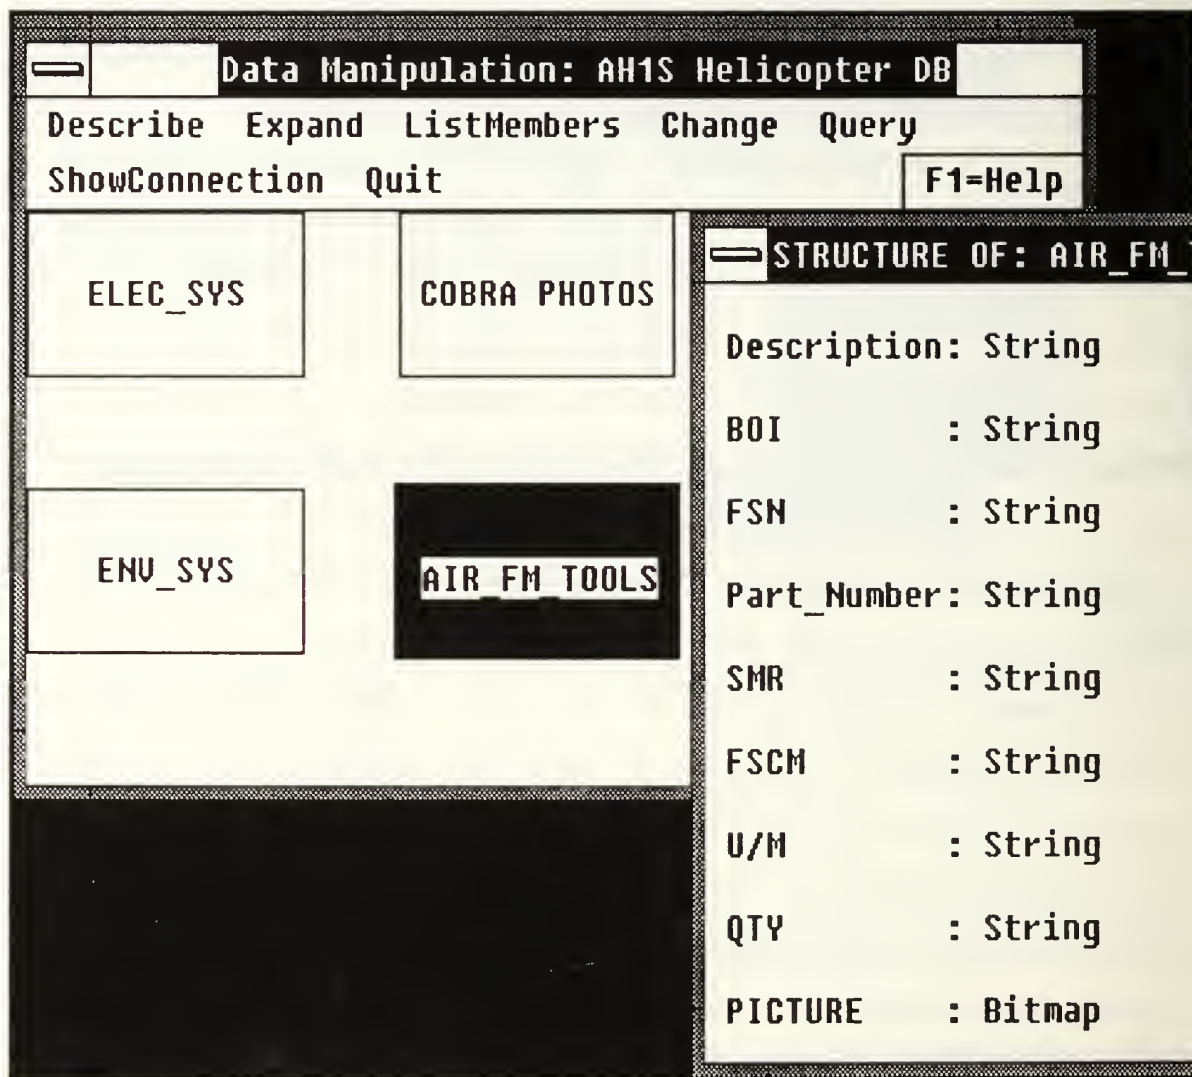 Data Manipulation: AH1S Helicopter DB
Describe Expand ListMembers Change Query
ShowConnection Quit F1=Help
ELEC_SYS
COBRA PHOTOS
ENV_SYS
AIR_FM_TOOLS
STRUCTURE OF: AIR_FM_
Description: String
BOI : String
FSN : String
Part_Number: String
SMR : String
FSCM : String
U/M : String
QTY : String
PICTURE : Bitmap